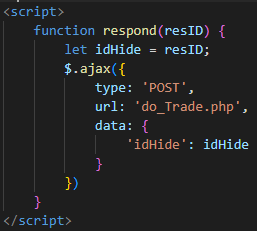 <script>
function respond(resID) {
let idHide = resID;
$.ajax({
type: 'POST',
url: 'do_Trade.php',
data: {
'idHide': idHide
}
})
}
</script>